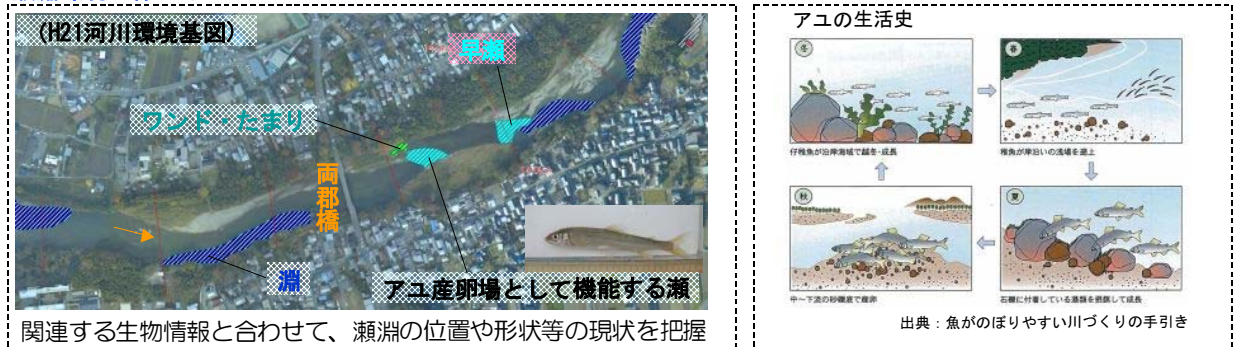 (H21河川環境基図)
早瀬
ワンド・たまり
両郡橋
淵
アユ産卵場として機能する瀬
関連する生物情報と合わせて、瀬淵の位置や形状等の現状を把握
アユの生活史
冬
仔稚魚が沿岸海域で越冬・成長
春
稚魚が岸沿いの浅場を遡上
秋
中～下流の砂礫底で産卵
夏
石礫に付着している藻類を摂餌して成長
出典：魚がのぼりやすい川づくりの手引き